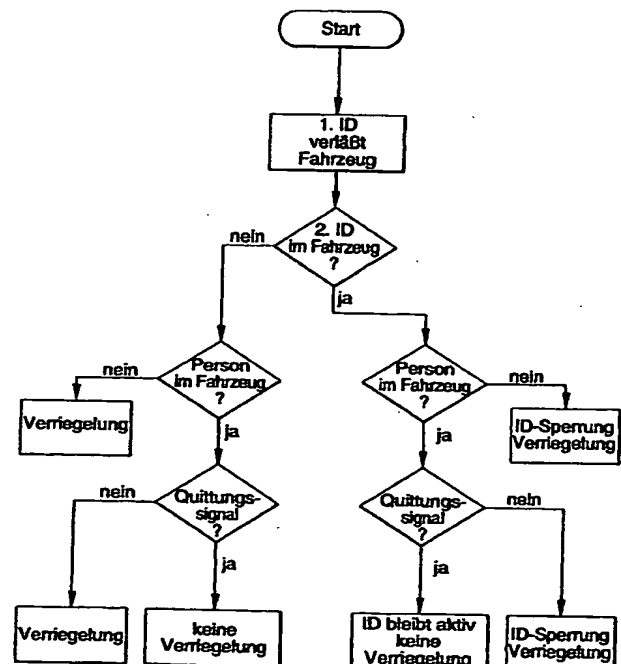 Start
1. ID
verläßt
Fahrzeug
2. ID
im Fahrzeug
?
nein
ja
Person
im Fahrzeug
?
nein
ja
Person
im Fahrzeug
?
nein
ja
Verriegelung
ID-Sperrung
Verriegelung
Quittungs-
signal
?
nein
ja
Quittungs-
signal
?
nein
ja
Verriegelung
keine
Verriegelung
ID bleibt aktiv
keine
Verriegelung
ID-Sperrung
Verriegelung